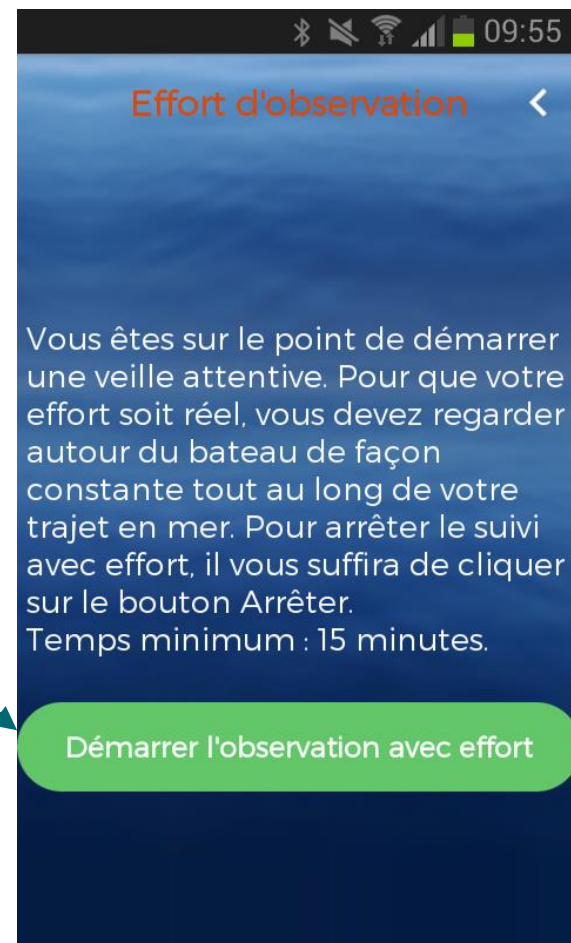 09:55
Effort d'observation
Vous êtes sur le point de démarrer
une veille attentive. Pour que votre
effort soit réel, vous devez regarder
autour du bateau de façon
constante tout au long de votre
trajet en mer. Pour arrêter le suivi
avec effort, il vous suffira de cliquer
sur le bouton Arrêter.
Temps minimum : 15 minutes.
Démarrer l'observation avec effort